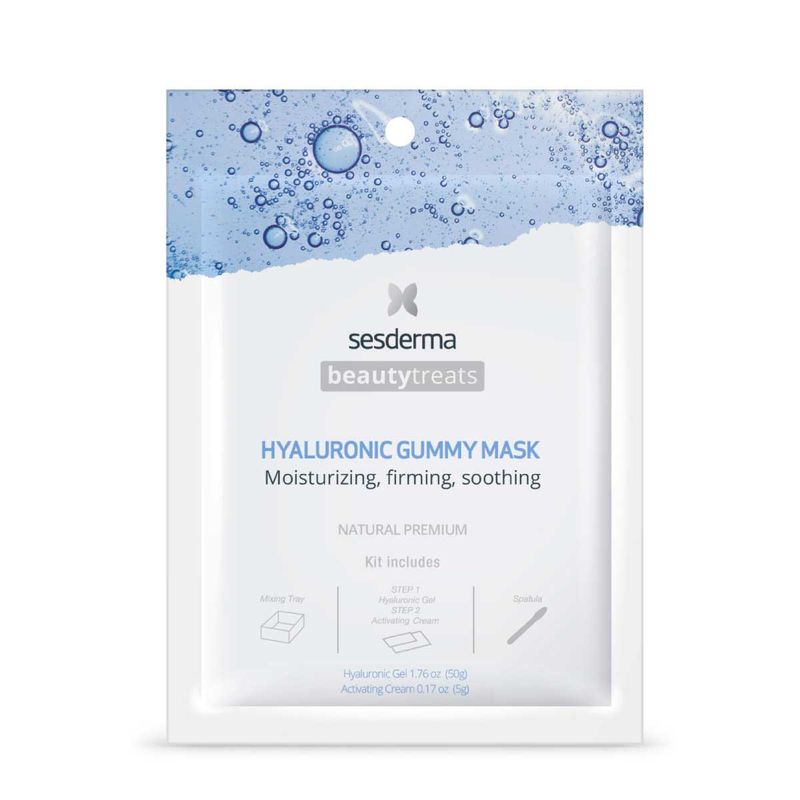 sesderma
beautytreats
HYALURONIC GUMMY MASK
Moisturizing, firming, soothing
NATURAL PREMIUM
Kit includes
Mixing Tray
STEP 1
Hyaluronic Gel
STEP 2
Activating Cream
Spatula
Hyaluronic Gel 1.76 oz (50g)
Activating Cream 0.17 oz (5g)